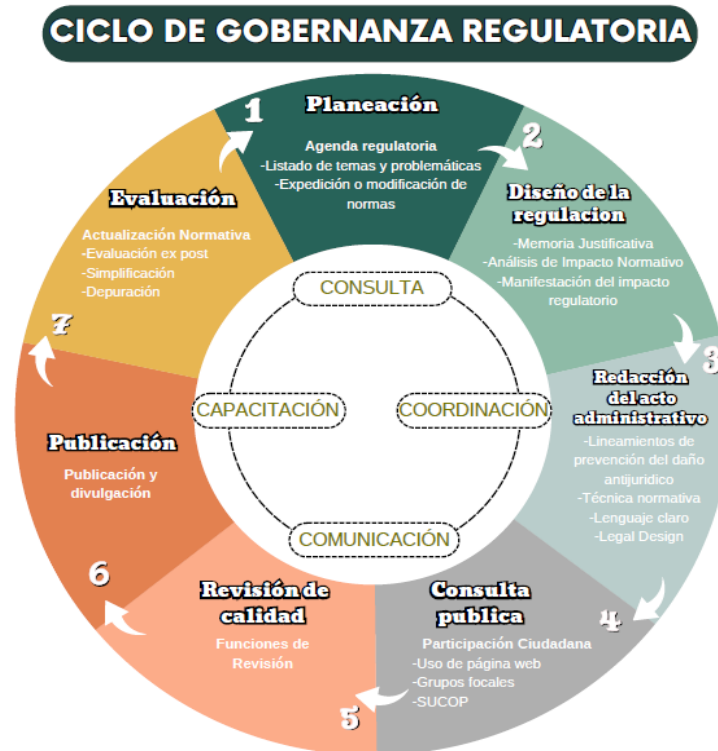 CICLO DE GOBERNANZA REGULATORIA
1
Planeación
Agenda regulatoria
-Listado de temas y problemáticas
-Expedición o modificación de
normas
2
Diseño de la
regulacion
-Memoria Justificativa
-Análisis de Impacto Normativo
-Manifestación del impacto
regulatorio
3
Redacción
del acto
administrativo
-Lineamientos de
prevención del daño
antijuridico
-Técnica normativa
-Lenguaje claro
-Legal Design
4
Consulta
publica
Participación Ciudadana
-Uso de página web
-Grupos focales
-SUCOP
5
Revisión de
calidad
Funciones de
Revisión
6
Publicación
Publicación y
divulgación
7
Evaluación
Actualización Normativa
-Evaluación ex post
-Simplificación
-Depuración
CONSULTA
CAPACITACIÓN
COORDINACIÓN
COMUNICACIÓN